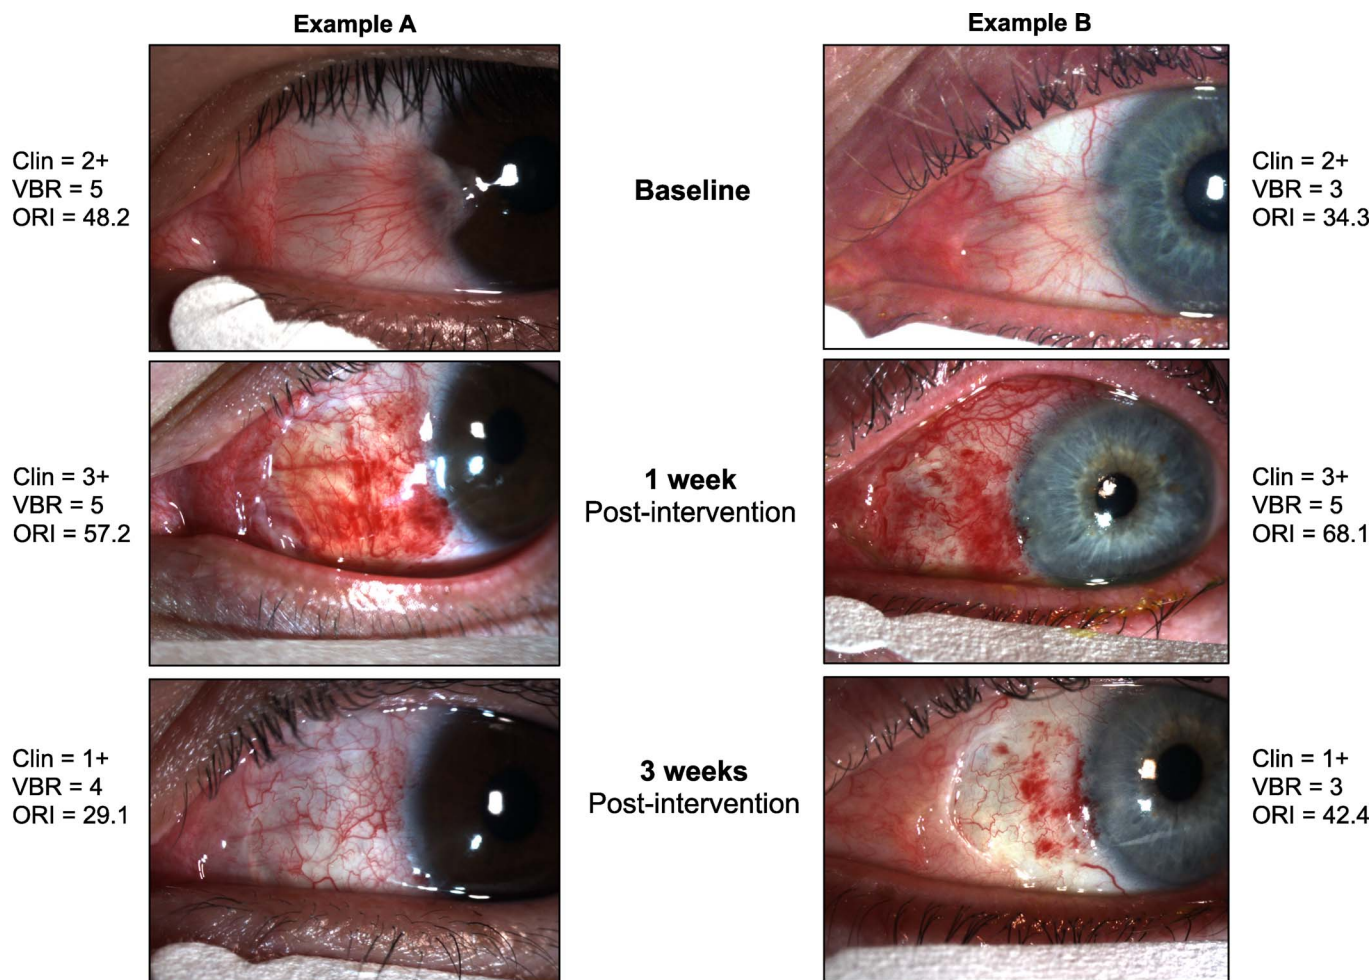 Example A
Example B
Clin = 2+
VBR = 5
ORI = 48.2
Baseline
Clin = 2+
VBR = 3
ORI = 34.3
Clin = 3+
VBR = 5
ORI = 57.2
1 week
Post-intervention
Clin = 3+
VBR = 5
ORI = 68.1
Clin = 1+
VBR = 4
ORI = 29.1
3 weeks
Post-intervention
Clin = 1+
VBR = 3
ORI = 42.4